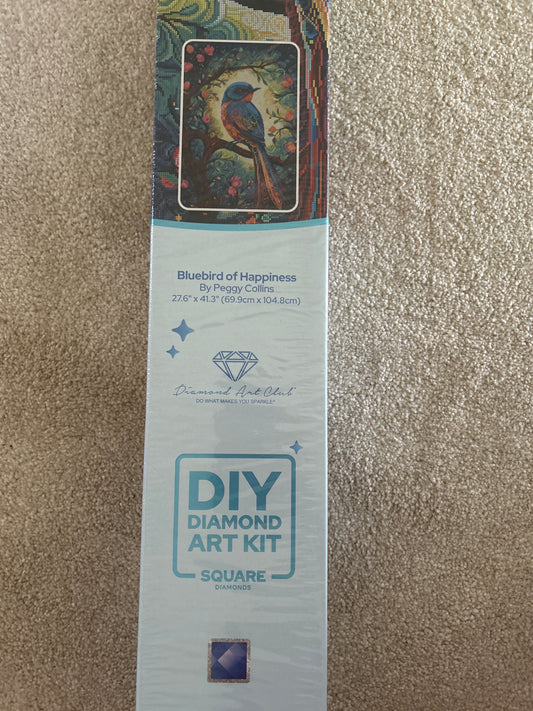 Bluebird of Happiness
By Peggy Collins
27.6" x 41.3" (69.9cm x 104.8cm)
Diamond Art Club
DO WHAT MAKES YOU SPARKLE®
DIY
DIAMOND
ART KIT
SQUARE
DIAMONDS